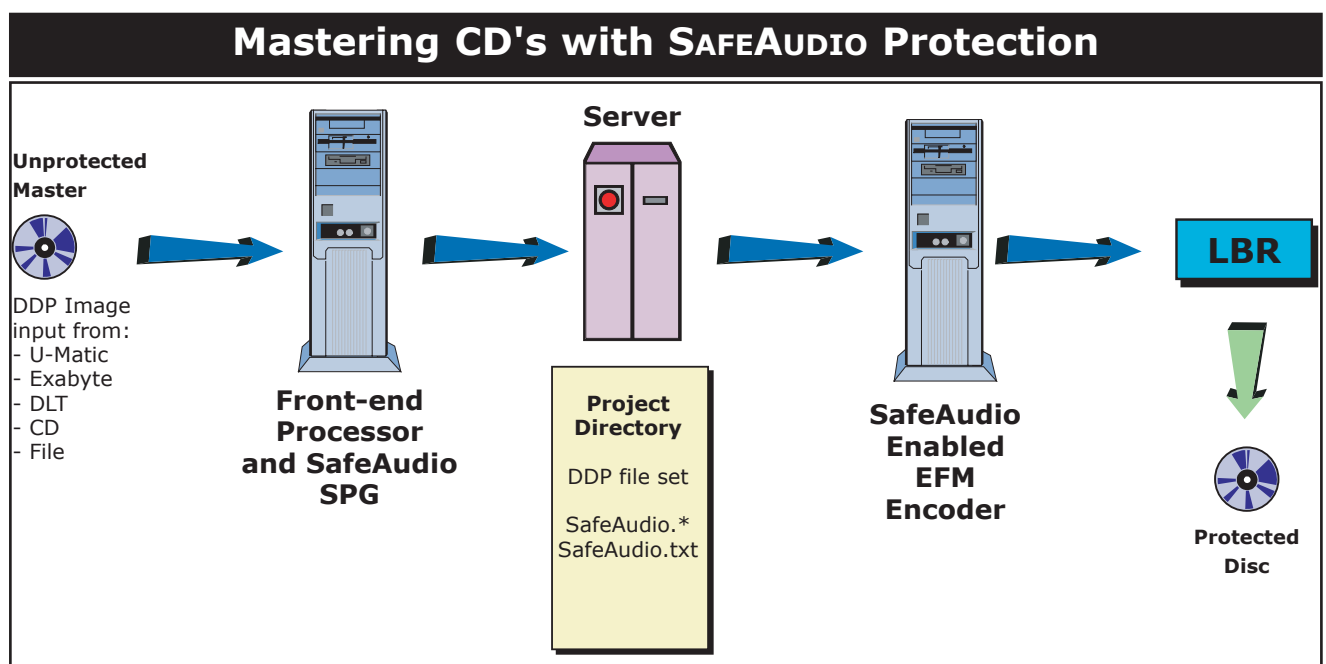 Mastering CD's with SAFEAUDIO Protection
Unprotected
Master
DDP Image
input from:
- U-Matic
- Exabyte
- DLT
- CD
- File
Front-end
Processor
and SafeAudio
SPG
Server
Project
Directory
DDP file set
SafeAudio.*
SafeAudio.txt
SafeAudio
Enabled
EFM
Encoder
LBR
Protected
Disc